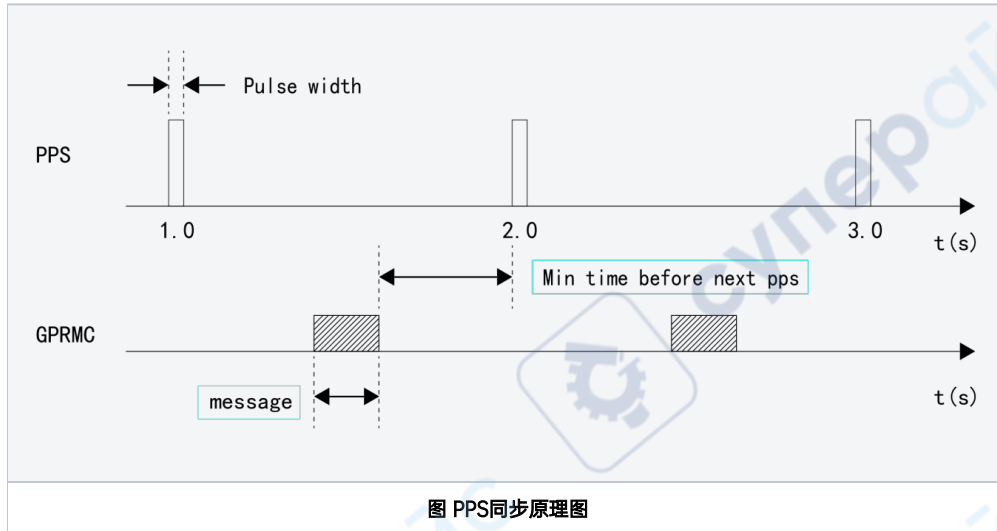 Pulse width
PPS
1.0 2.0 3.0
t(s)
Min time before next pps
GPRMC
message
t(s)
图 PPS同步原理图
супер